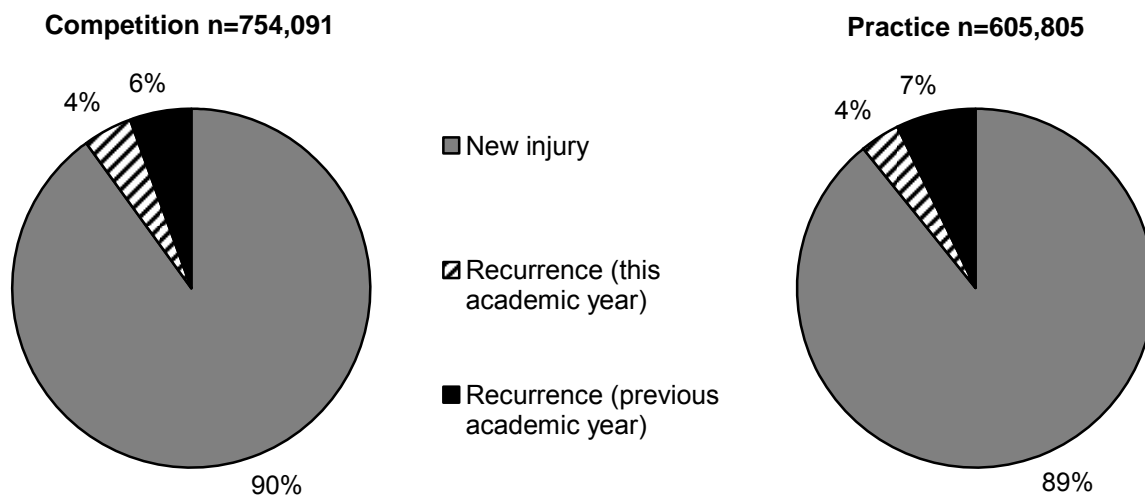 Competition n=754,091
Practice n=605,805
6%
4%
7%
4%
New injury
Recurrence (this
academic year)
Recurrence (previous
academic year)
90%
89%